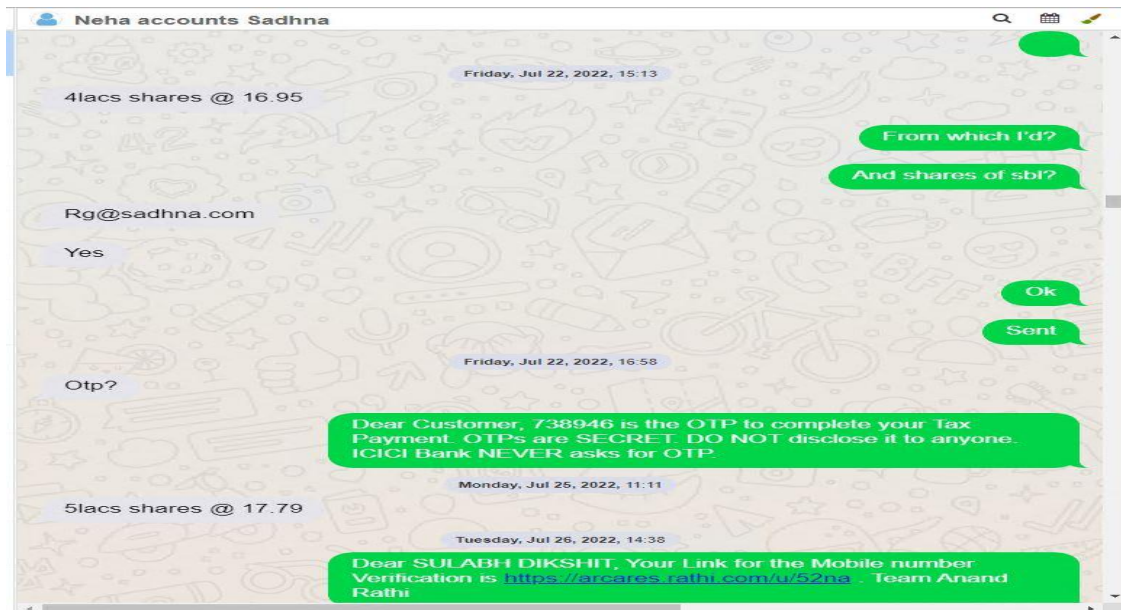 Neha accounts Sadhna
Friday, Jul 22, 2022, 15:13
4lacs shares @ 16.95
From which I'd?
And shares of sbl?
Rg@sadhna.com
Yes
Ok
Sent
Friday, Jul 22, 2022, 16:58
Otp?
Dear Customer, 738946 is the OTP to complete your Tax
Payment. OTPs are SECRET. DO NOT disclose it to anyone.
ICICI Bank NEVER asks for OTP.
Monday, Jul 25, 2022, 11:11
5lacs shares @ 17.79
Tuesday, Jul 26, 2022, 14:38
Dear SULABH DIKSHIT, Your Link for the Mobile number
Verification is https://arcares.rathi.com/u/52na . Team Anand
Rathi